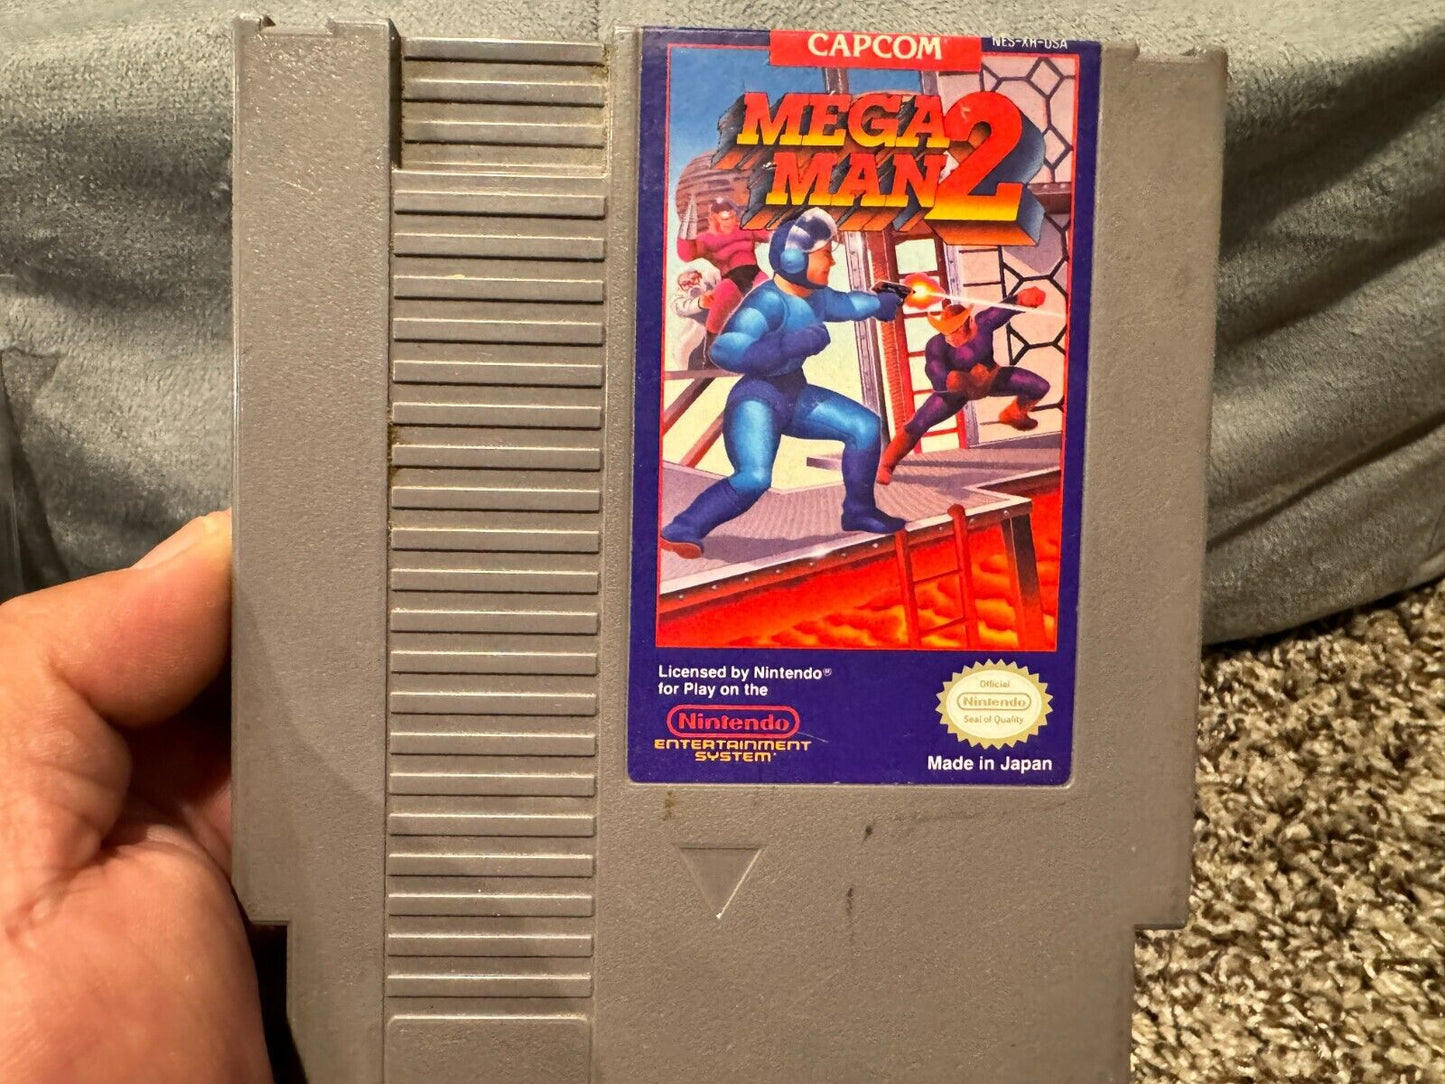 CAPCOM
NES-XR-USA
MEGA
MAN 2
Licensed by Nintendo®
for Play on the
Nintendo
ENTERTAINMENT
SYSTEM
Official
Nintendo
Seal of Quality
Made in Japan